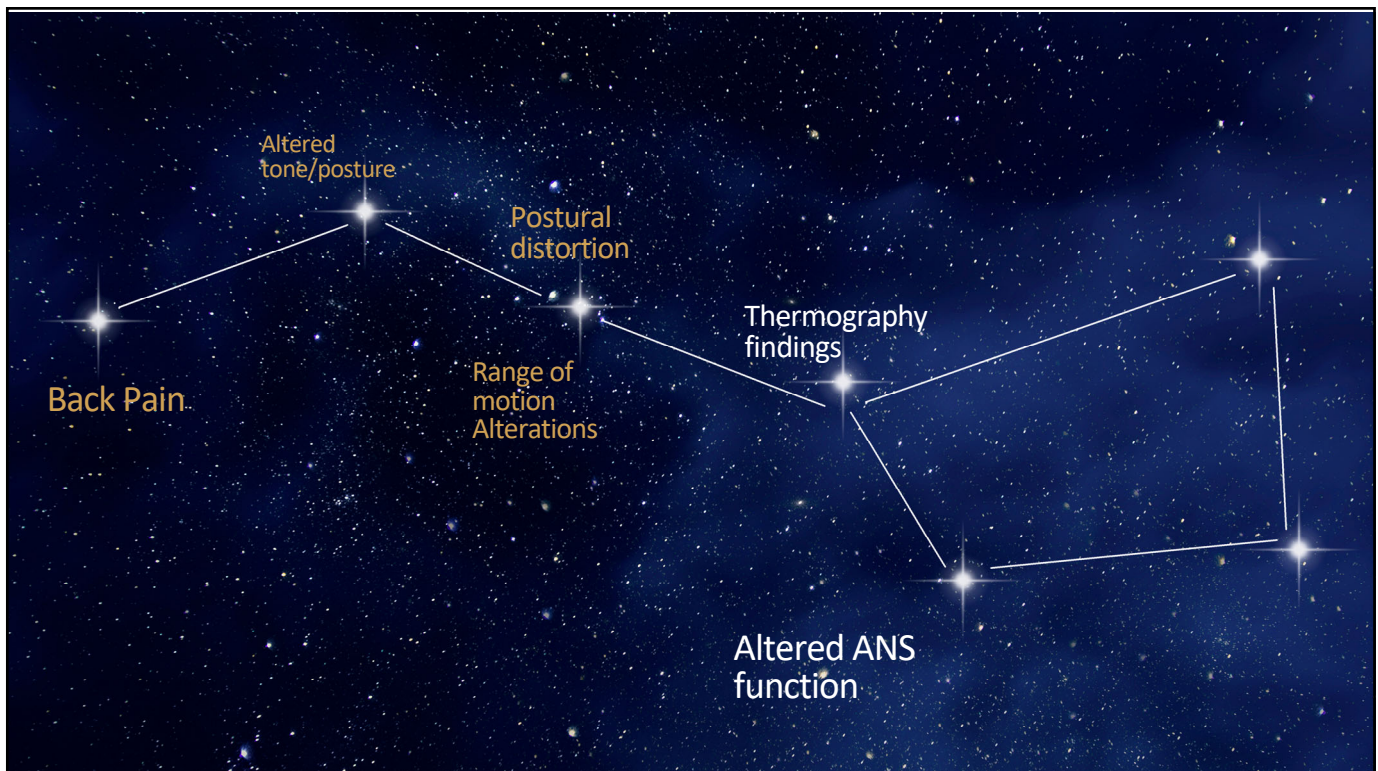 Altered
tone/posture
Postural
distortion
Back Pain
Range of
motion
Alterations
Thermography
findings
Altered ANS
function